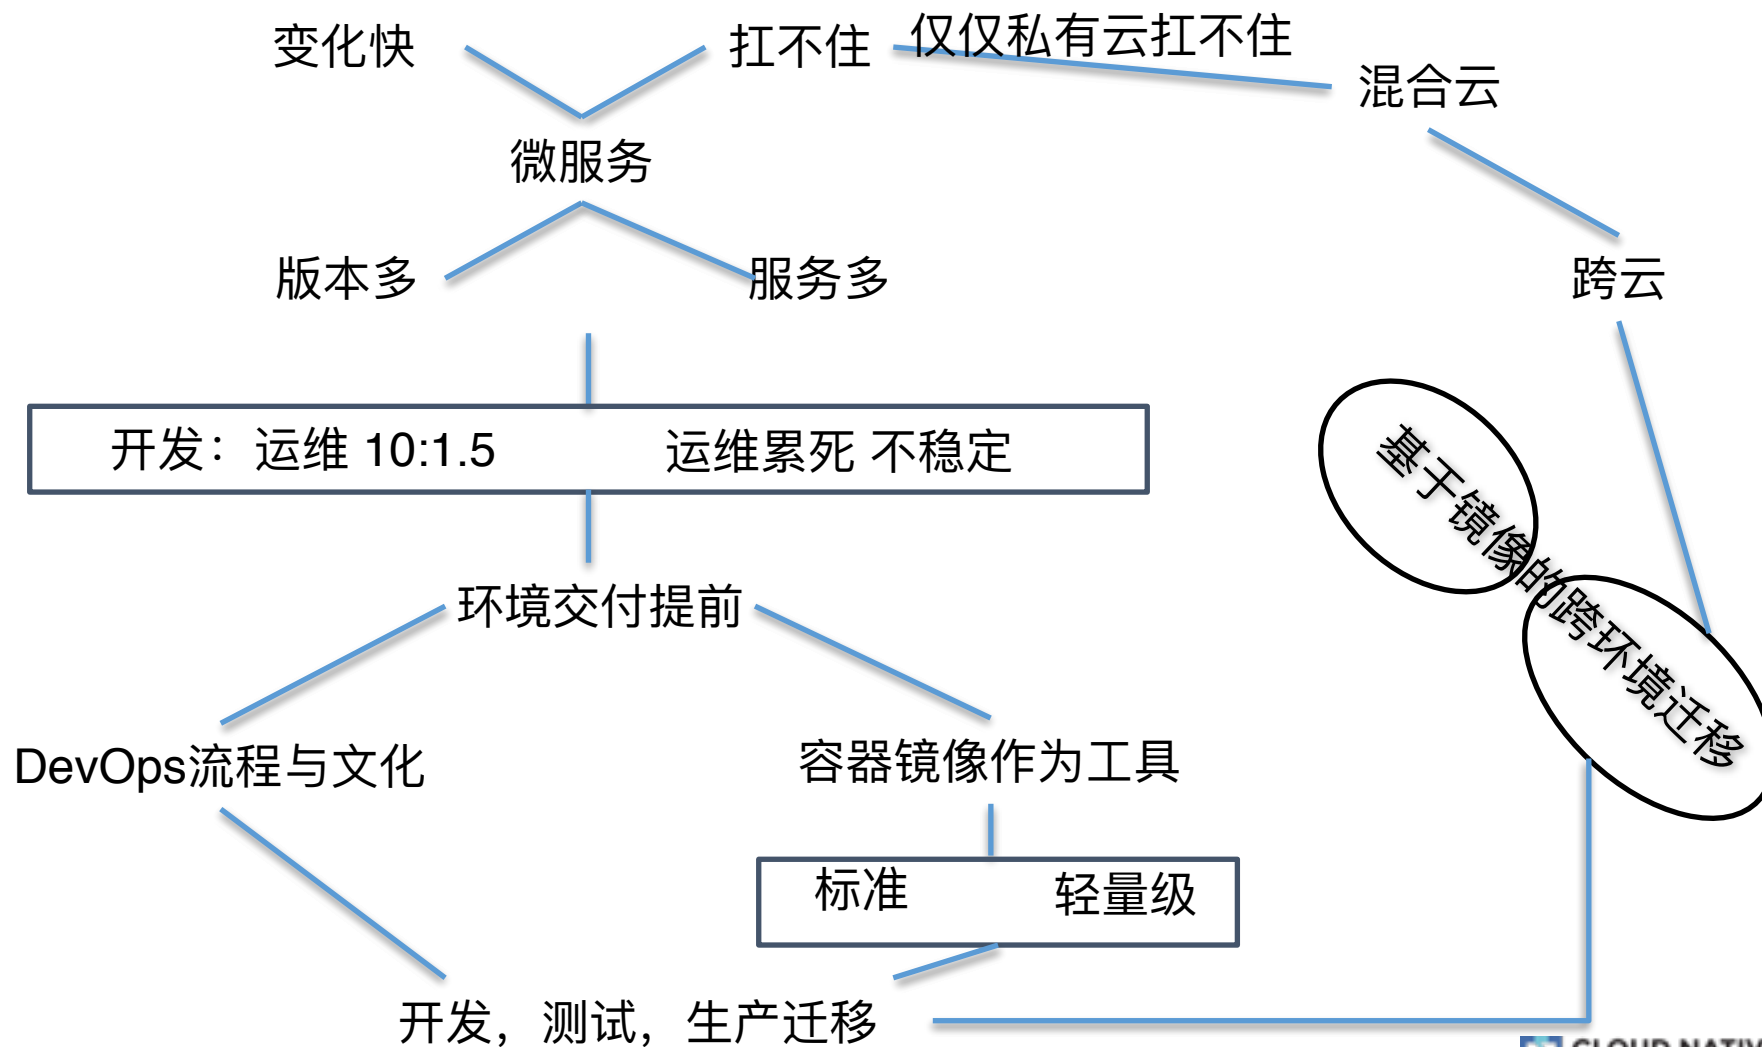 变化快
扛不住
仅仅私有云扛不住
混合云
微服务
版本多
服务多
跨云
开发：运维 10:1.5
运维累死 不稳定
基于镜像的跨环境迁移
环境交付提前
DevOps流程与文化
容器镜像作为工具
标准
轻量级
开发，测试，生产迁移